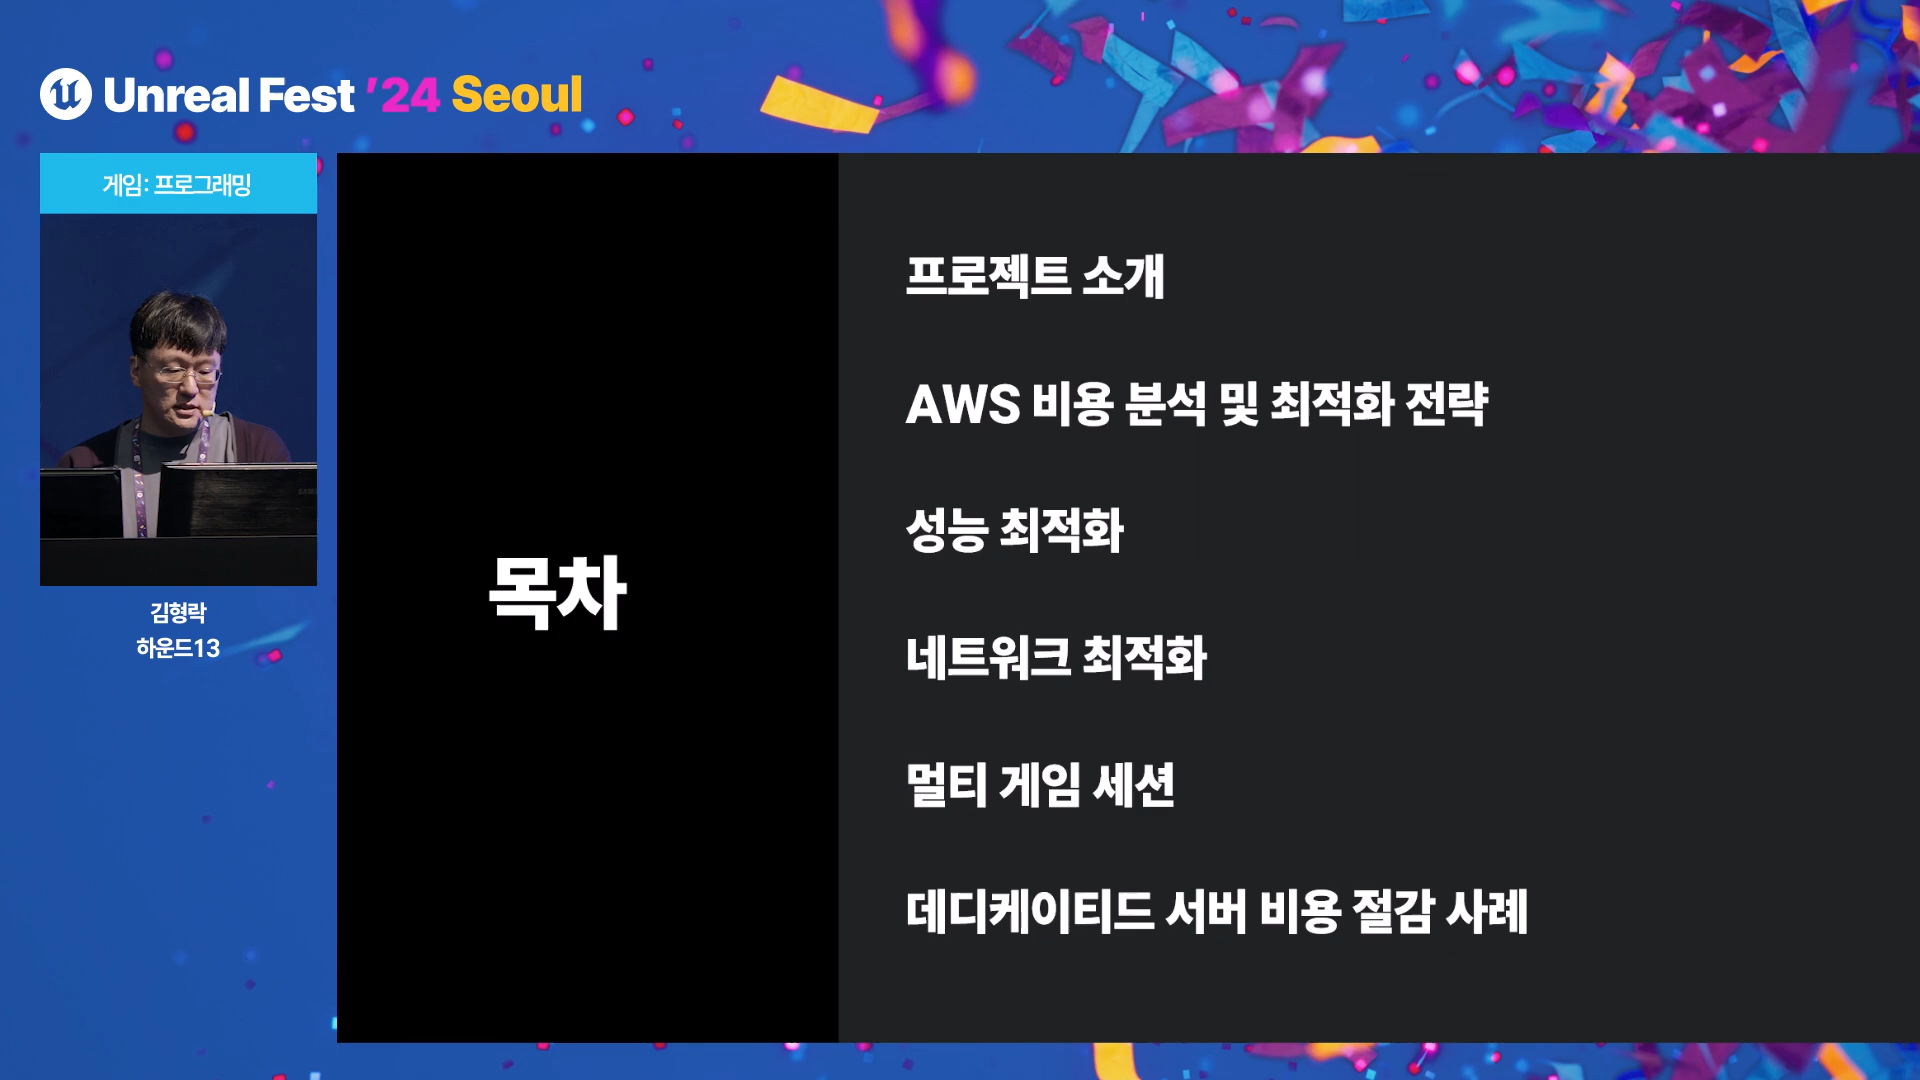 Unreal Fest '24 Seoul
게임: 프로그래밍
김형락
하운드13
목차
프로젝트 소개
AWS 비용 분석 및 최적화 전략
성능 최적화
네트워크 최적화
멀티 게임 세션
데디케이티드 서버 비용 절감 사례